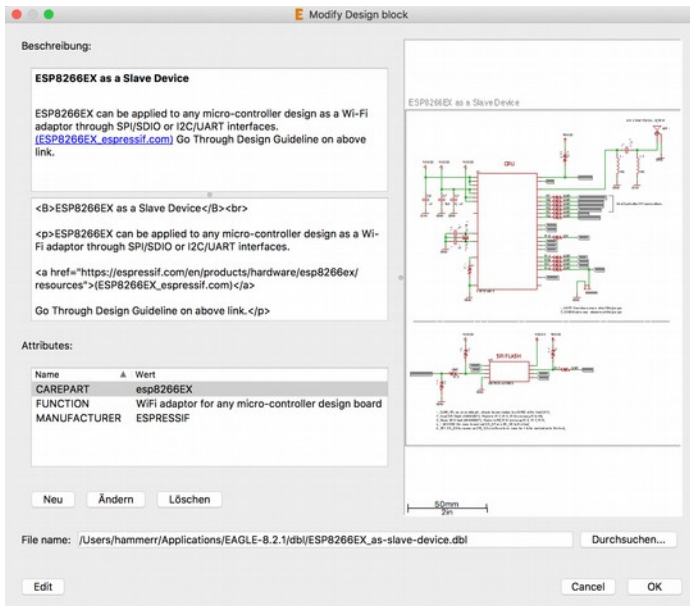 Modify Design block
Beschreibung:
ESP8266EX as a Slave Device
ESP8266EX can be applied to any micro-controller design as a Wi-Fi
adaptor through SPI/SDIO or I2C/UART interfaces.
(ESP8266EX_espressif.com) Go Through Design Guideline on above
link.
<B>ESP8266EX as a Slave Device</B><br>
<p>ESP8266EX can be applied to any micro-controller design as a Wi-
Fi adaptor through SPI/SDIO or I2C/UART interfaces.
<a href="https://espressif.com/en/products/hardware/esp8266ex/
resources">(ESP8266EX_espressif.com)</a>
Go Through Design Guideline on above link.</p>
Attributes:
Name Wert
CAREPART esp8266EX
FUNCTION WiFi adaptor for any micro-controller design board
MANUFACTURER ESPRESSIF
Neu Ändern Löschen
ESP8266EX as a Slave Device
CPU
SPI FLASH
50mm
2in
File name: /Users/hammerr/Applications/EAGLE-8.2.1/dbl/ESP8266EX_as-slave-device.dbl Durchsuchen...
Edit Cancel OK